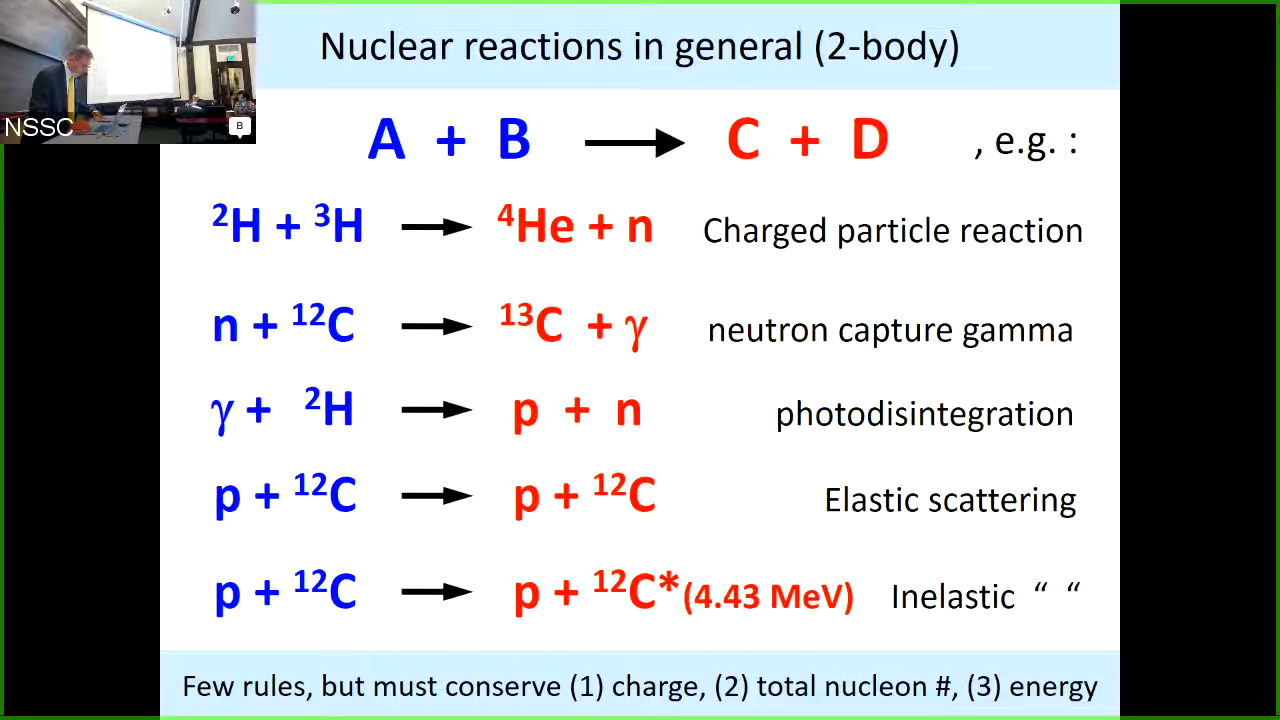 Nuclear reactions in general (2-body)
NSSC
B
A + B → C + D , e.g. :
²H + ³H → ⁴He + n Charged particle reaction
n + ¹²C → ¹³C + γ neutron capture gamma
γ + ²H → p + n photodisintegration
p + ¹²C → p + ¹²C Elastic scattering
p + ¹²C → p + ¹²C* (4.43 MeV) Inelastic “ “
Few rules, but must conserve (1) charge, (2) total nucleon #, (3) energy